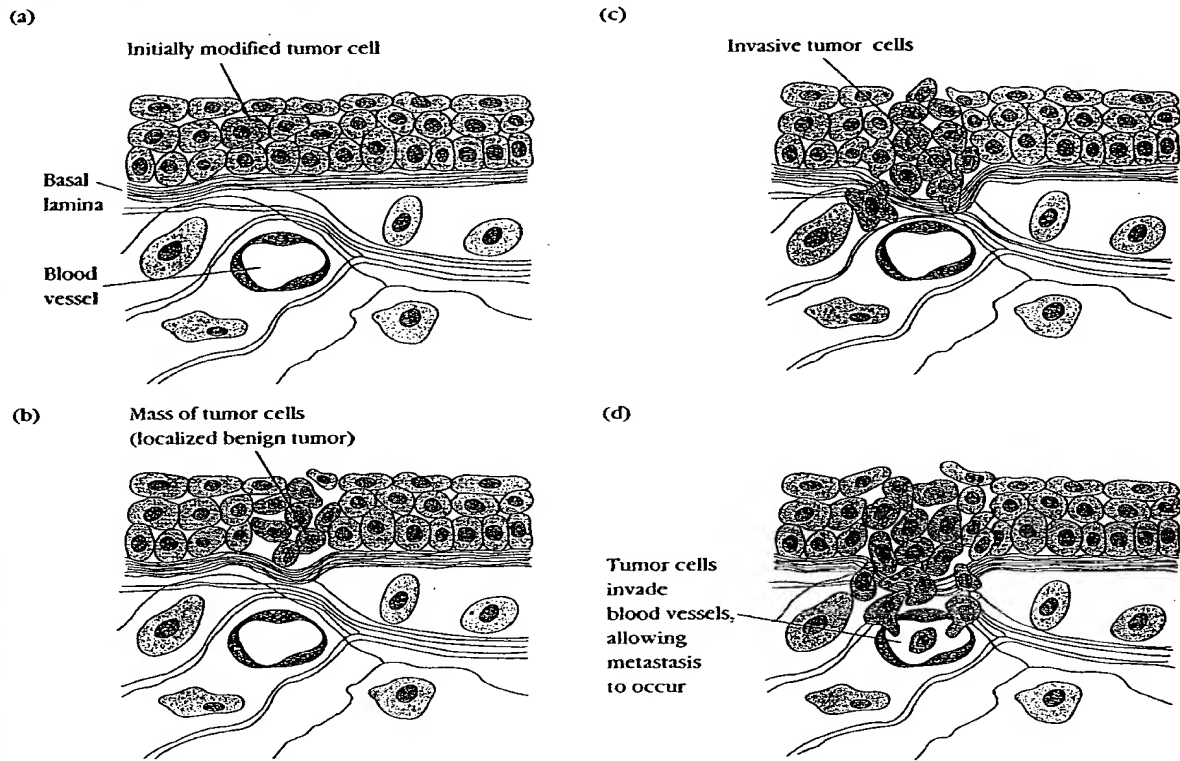 (a)
Initially modified tumor cell
Basal
lamina
Blood
vessel
(b)
Mass of tumor cells
(localized benign tumor)
(c)
Invasive tumor cells
(d)
Tumor cells
invade
blood vessels,
allowing
metastasis
to occur